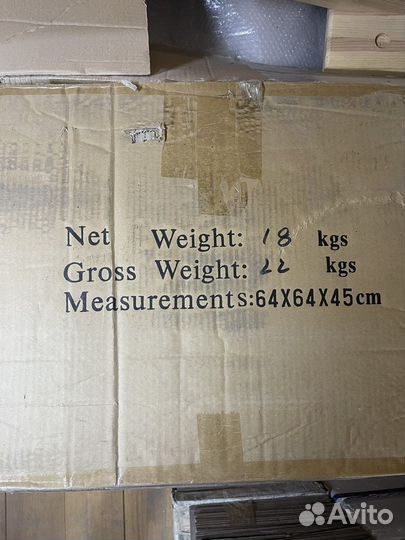 Net Weight: 18 kgs
Gross Weight: 22 kgs
Measurements:64X64X45cm
Avito